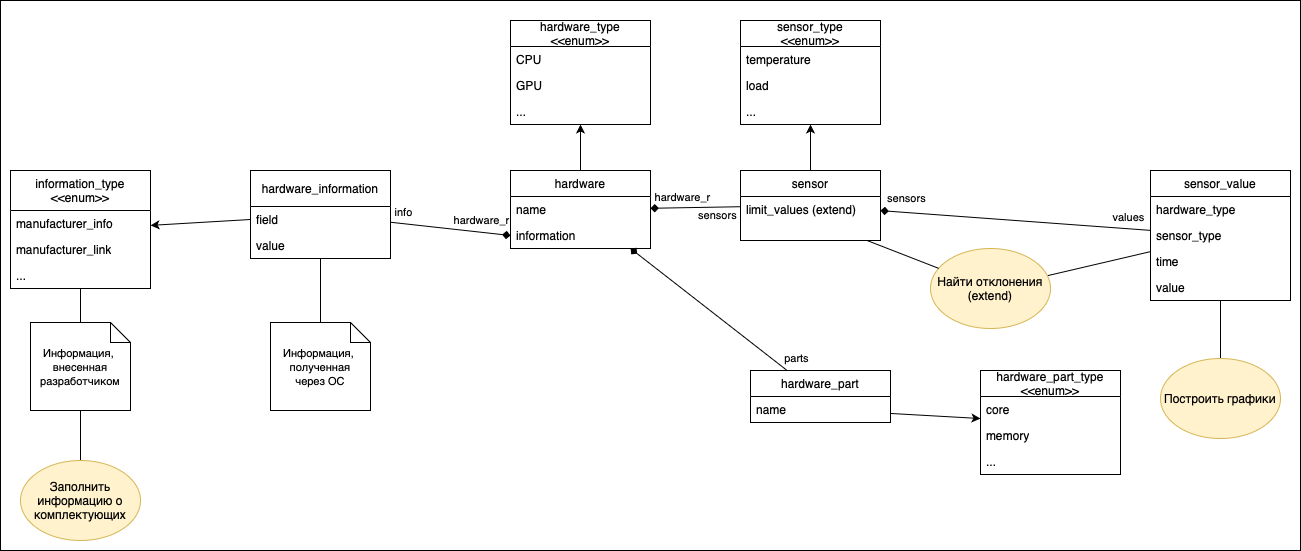 hardware_type
<<enum>>
CPU
GPU
...
sensor_type
<<enum>>
temperature
load
...
information_type
<<enum>>
manufacturer_info
manufacturer_link
...
hardware_information
field
value
info
hardware_r
hardware
name
information
hardware_r
sensors
sensor
limit_values (extend)
sensors
values
sensor_value
hardware_type
sensor_type
time
value
Найти отклонения
(extend)
Информация,
внесенная
разработчиком
Информация,
полученная
через ОС
parts
hardware_part
name
hardware_part_type
<<enum>>
core
memory
...
Построить графики
Заполнить
информацию о
комплектующих